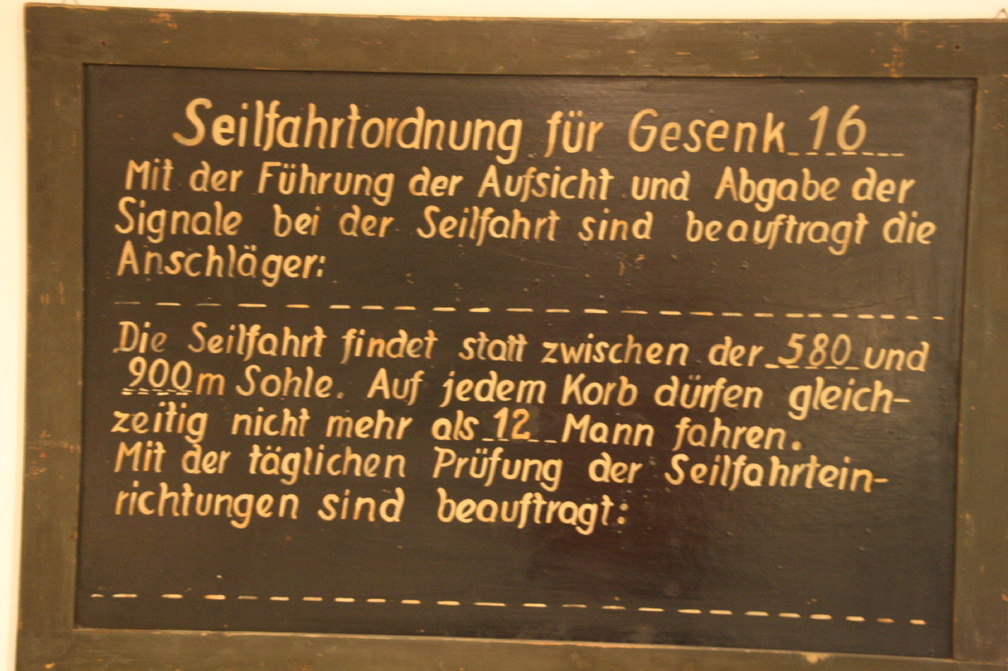 Seilfahrtordnung für Gesenk 16
Mit der Führung der Aufsicht und Abgabe der
Signale bei der Seilfahrt sind beauftragt die
Anschläger:
Die Seilfahrt findet statt zwischen der 580 und
900m Sohle. Auf jedem Korb dürfen gleich-
zeitig nicht mehr als 12 Mann fahren.
Mit der täglichen Prüfung der Seilfahrtein-
richtungen sind beauftragt: